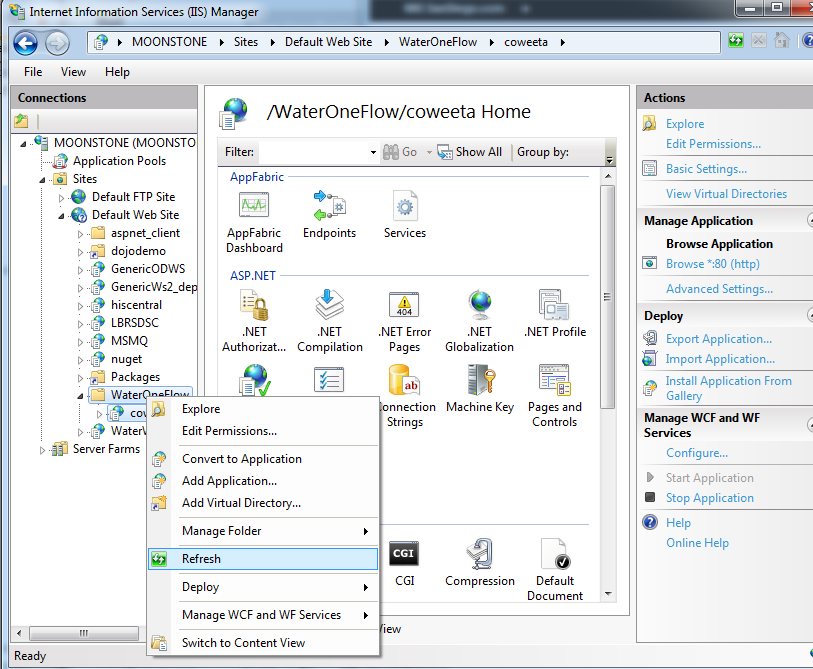 Internet Information Services (IIS) Manager
MOONSTONE Sites Default Web Site WaterOneFlow coweeta
File View Help
Connections
MOONSTONE (MOONSTO
Application Pools
Sites
Default FTP Site
Default Web Site
aspnet_client
dojodemo
GenericODWS
GenericWs2_dep
hiscentral
LBRSDSC
MSMQ
nuget
Packages
WaterOneFlow
cow
WaterW
Server Farms
Explore
Edit Permissions...
Convert to Application
Add Application...
Add Virtual Directory...
Manage Folder
Refresh
Deploy
Manage WCF and WF Services
Switch to Content View
/WaterOneFlow/coweeta Home
Filter: Go Show All Group by:
AppFabric
AppFabric Dashboard Endpoints Services
ASP.NET
.NET Authorizat... .NET Compilation .NET Error Pages .NET Globalization .NET Profile
404
ab
onnection Strings Machine Key Pages and Controls
CGI
CGI Compression Default Document
View
Actions
Explore
Edit Permissions...
Basic Settings...
View Virtual Directories
Manage Application
Browse Application
Browse *:80 (http)
Advanced Settings...
Deploy
Export Application...
Import Application...
Install Application From
Gallery
Manage WCF and WF
Services
Configure...
Start Application
Stop Application
Help
Online Help
Ready